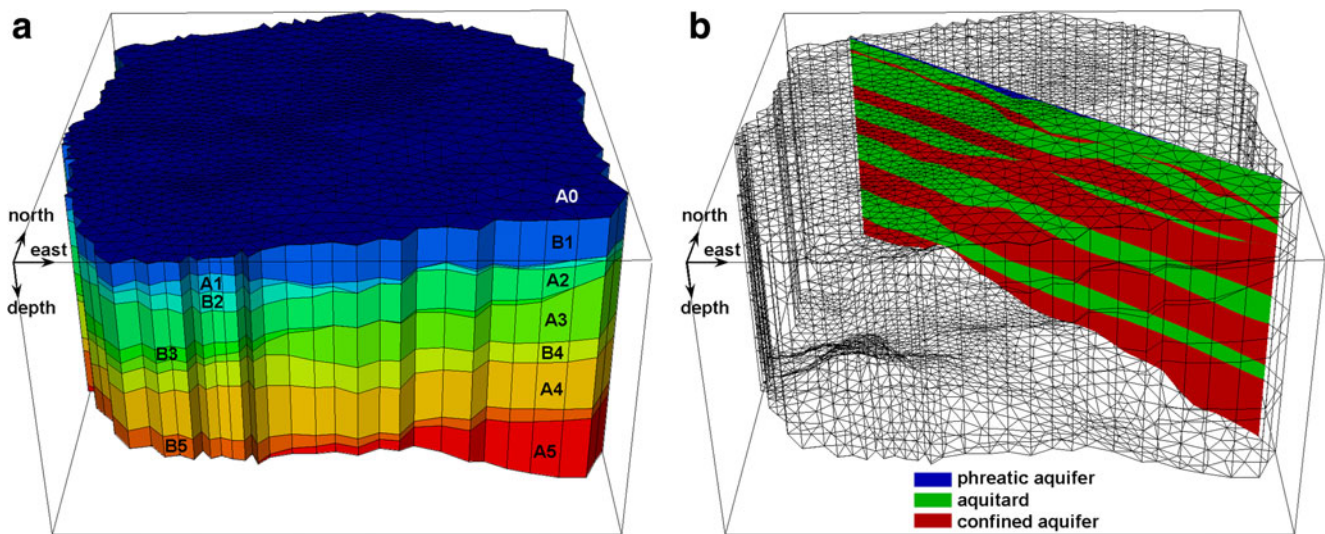 a
A0
north
east
depth
B1
A1
A2
B2
A3
B3
B4
A4
B5
A5
b
north
east
depth
phreatic aquifer
aquitard
confined aquifer